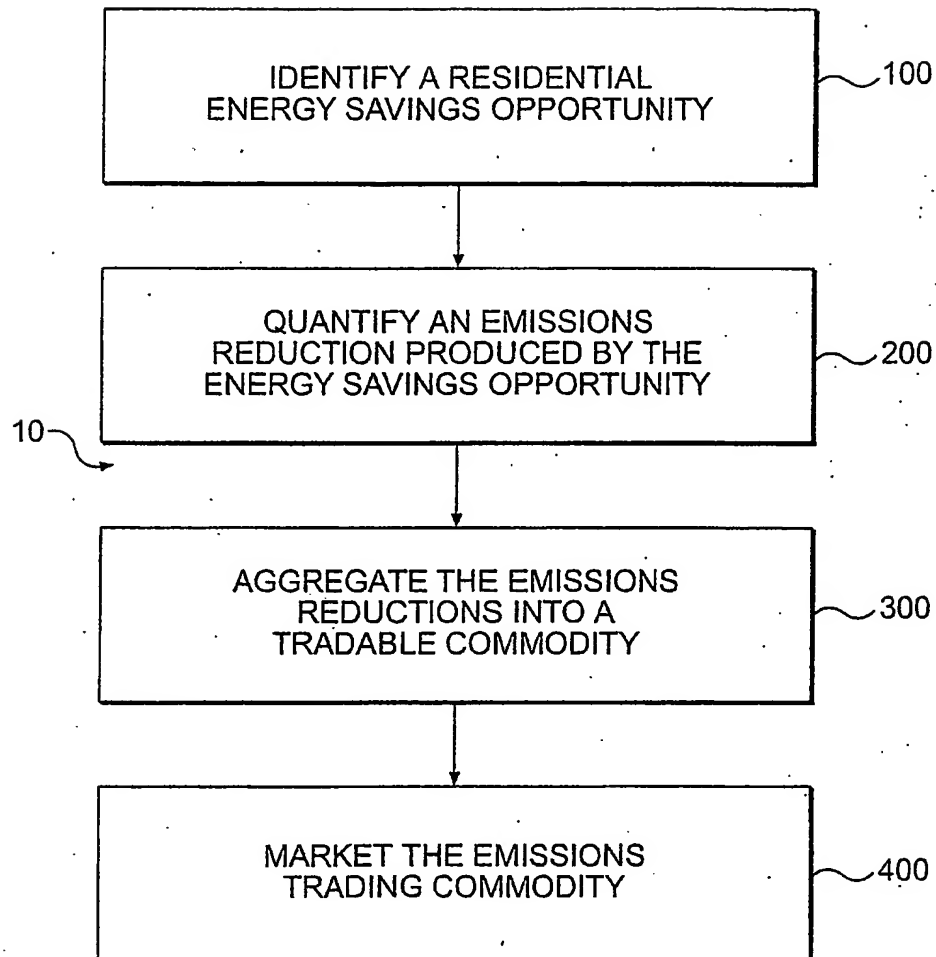 IDENTIFY A RESIDENTIAL
ENERGY SAVINGS OPPORTUNITY
100
QUANTIFY AN EMISSIONS
REDUCTION PRODUCED BY THE
ENERGY SAVINGS OPPORTUNITY
200
10
AGGREGATE THE EMISSIONS
REDUCTIONS INTO A
TRADABLE COMMODITY
300
MARKET THE EMISSIONS
TRADING COMMODITY
400